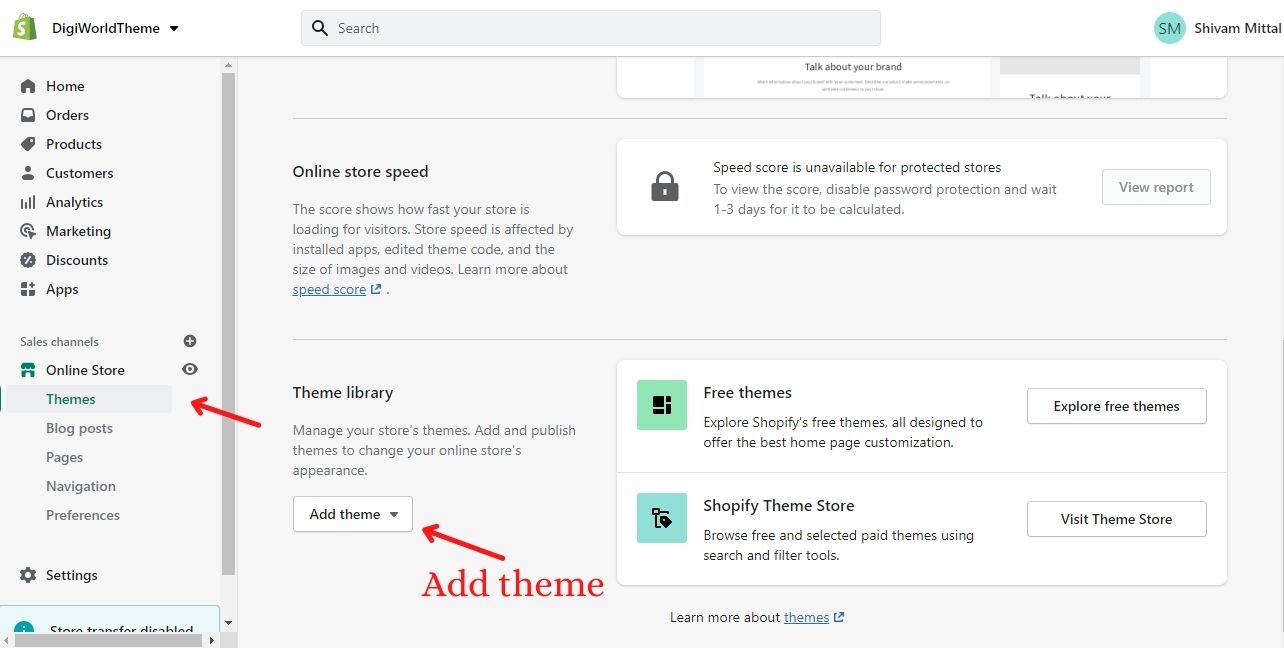 DigiWorldTheme
Search
SM
Shivam Mittal
Home
Orders
Products
Customers
Analytics
Marketing
Discounts
Apps
Sales channels
Online Store
Themes
Blog posts
Pages
Navigation
Preferences
Settings
Store transfer disabled
Talk about your brand
Talk about your
Online store speed
The score shows how fast your store is
loading for visitors. Store speed is affected by
installed apps, edited theme code, and the
size of images and videos. Learn more about
speed score .
Speed score is unavailable for protected stores
To view the score, disable password protection and wait
1-3 days for it to be calculated.
View report
Theme library
Manage your store's themes. Add and publish
themes to change your online store's
appearance.
Add theme
Add theme
Free themes
Explore Shopify's free themes, all designed to
offer the best home page customization.
Explore free themes
Shopify Theme Store
Browse free and selected paid themes using
search and filter tools.
Visit Theme Store
Learn more about themes